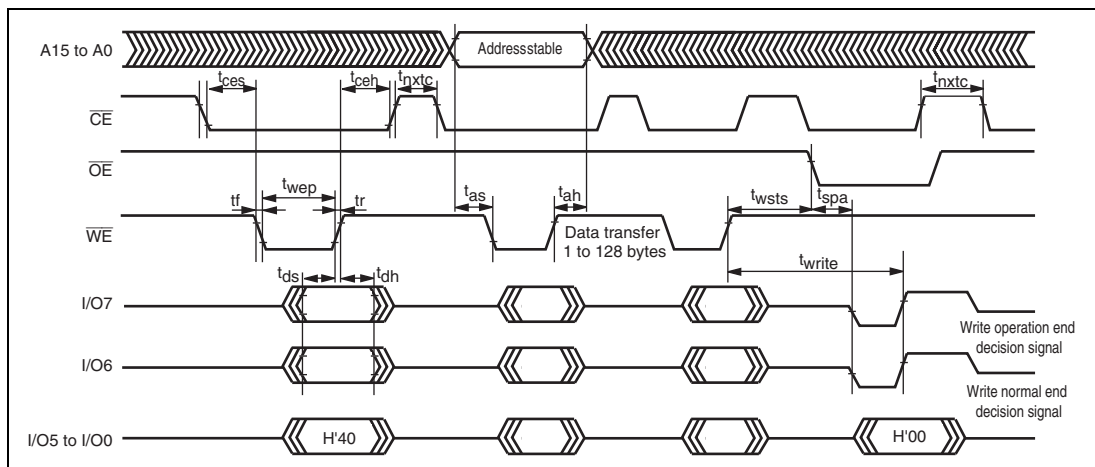 A15 to A0
Addressstable
tces
tceh
tnxtc
tnxtc
CE
OE
twep
tf
tr
tas
tah
twsts
tspa
WE
Data transfer
1 to 128 bytes
twrite
tds
tdh
I/O7
Write operation end
decision signal
I/O6
Write normal end
decision signal
I/O5 to I/O0
H'40
H'00